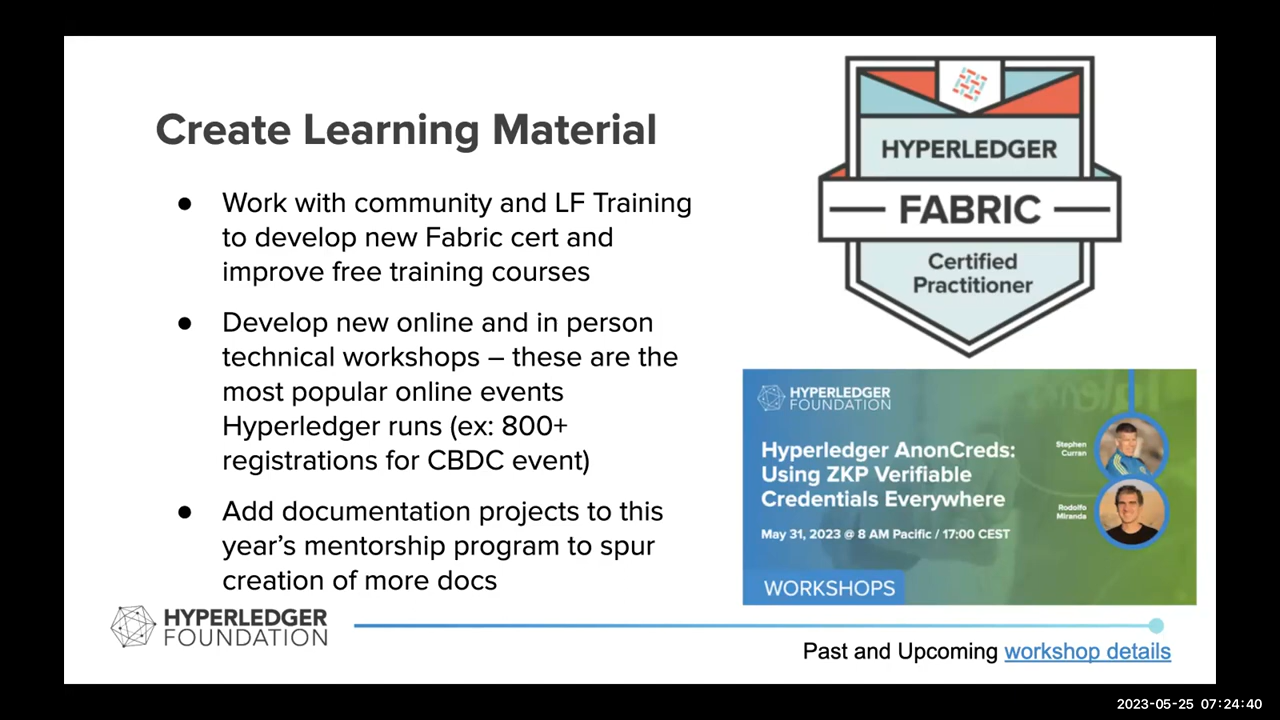 Create Learning Material
● Work with community and LF Training
to develop new Fabric cert and
improve free training courses
● Develop new online and in person
technical workshops – these are the
most popular online events
Hyperledger runs (ex: 800+
registrations for CBDC event)
● Add documentation projects to this
year’s mentorship program to spur
creation of more docs
HYPERLEDGER
FABRIC
Certified
Practitioner
HYPERLEDGER
FOUNDATION
Hyperledger AnonCreds:
Using ZKP Verifiable
Credentials Everywhere
May 31, 2023 @ 8 AM Pacific / 17:00 CEST
Stephen
Curran
Rodolfo
Miranda
WORKSHOPS
HYPERLEDGER
FOUNDATION
Past and Upcoming workshop details
2023-05-25 07:24:40